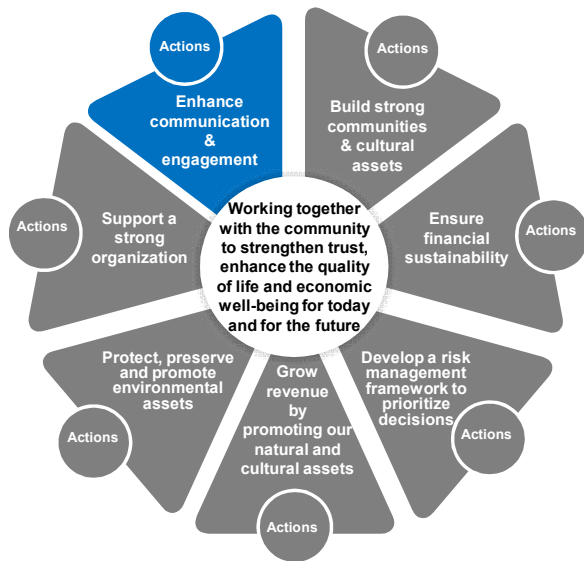 Actions
Enhance
communication
&
engagement
Actions
Build strong
communities
& cultural
assets
Actions
Ensure
financial
sustainability
Actions
Develop a risk
management
framework to
prioritize
decisions
Actions
Grow
revenue
by
promoting our
natural and
cultural assets
Actions
Protect, preserve
and promote
environmental
assets
Actions
Support a
strong
organization
Working together
with the community
to strengthen trust,
enhance the quality
of life and economic
well-being for today
and for the future